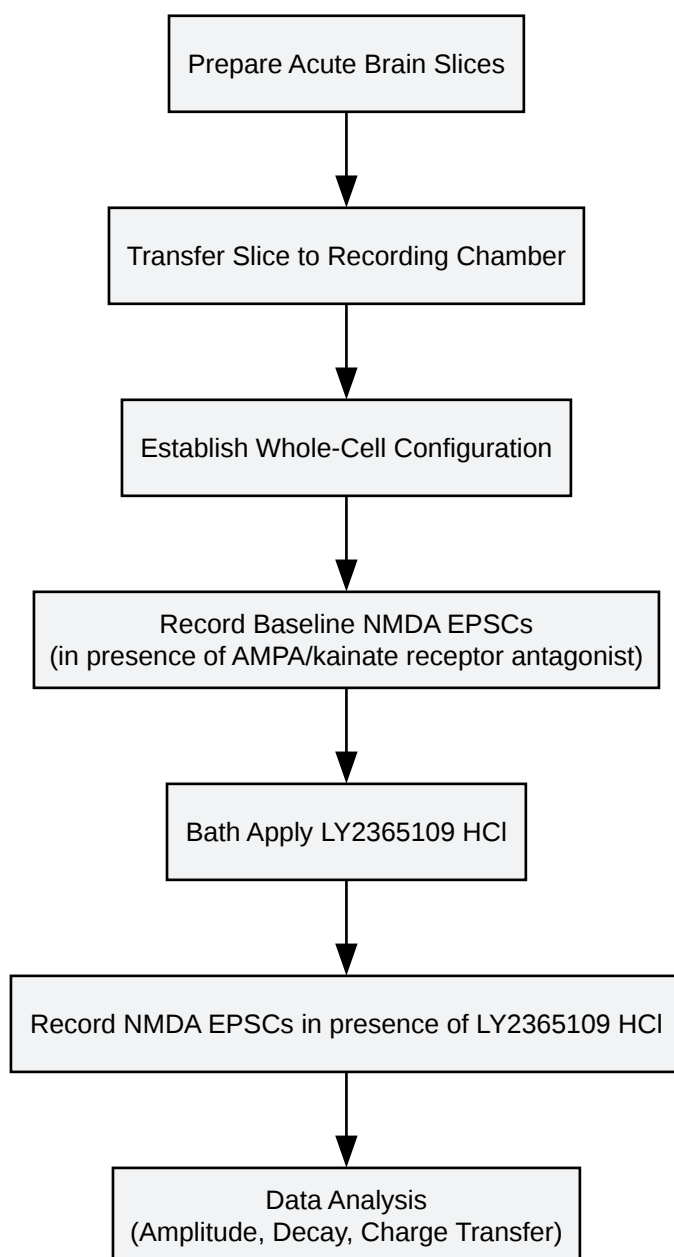 Prepare Acute Brain Slices
Transfer Slice to Recording Chamber
Establish Whole-Cell Configuration
Record Baseline NMDA EPSCs
(in presence of AMPA/kainate receptor antagonist)
Bath Apply LY2365109 HCl
Record NMDA EPSCs in presence of LY2365109 HCl
Data Analysis
(Amplitude, Decay, Charge Transfer)